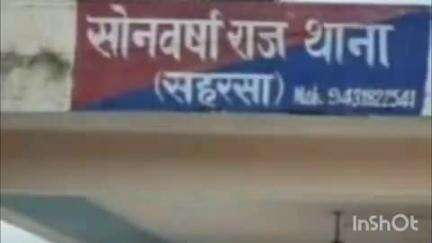 सोनवर्षा राज थाना
(सहरसा) Mob. 9431822541
InShOt